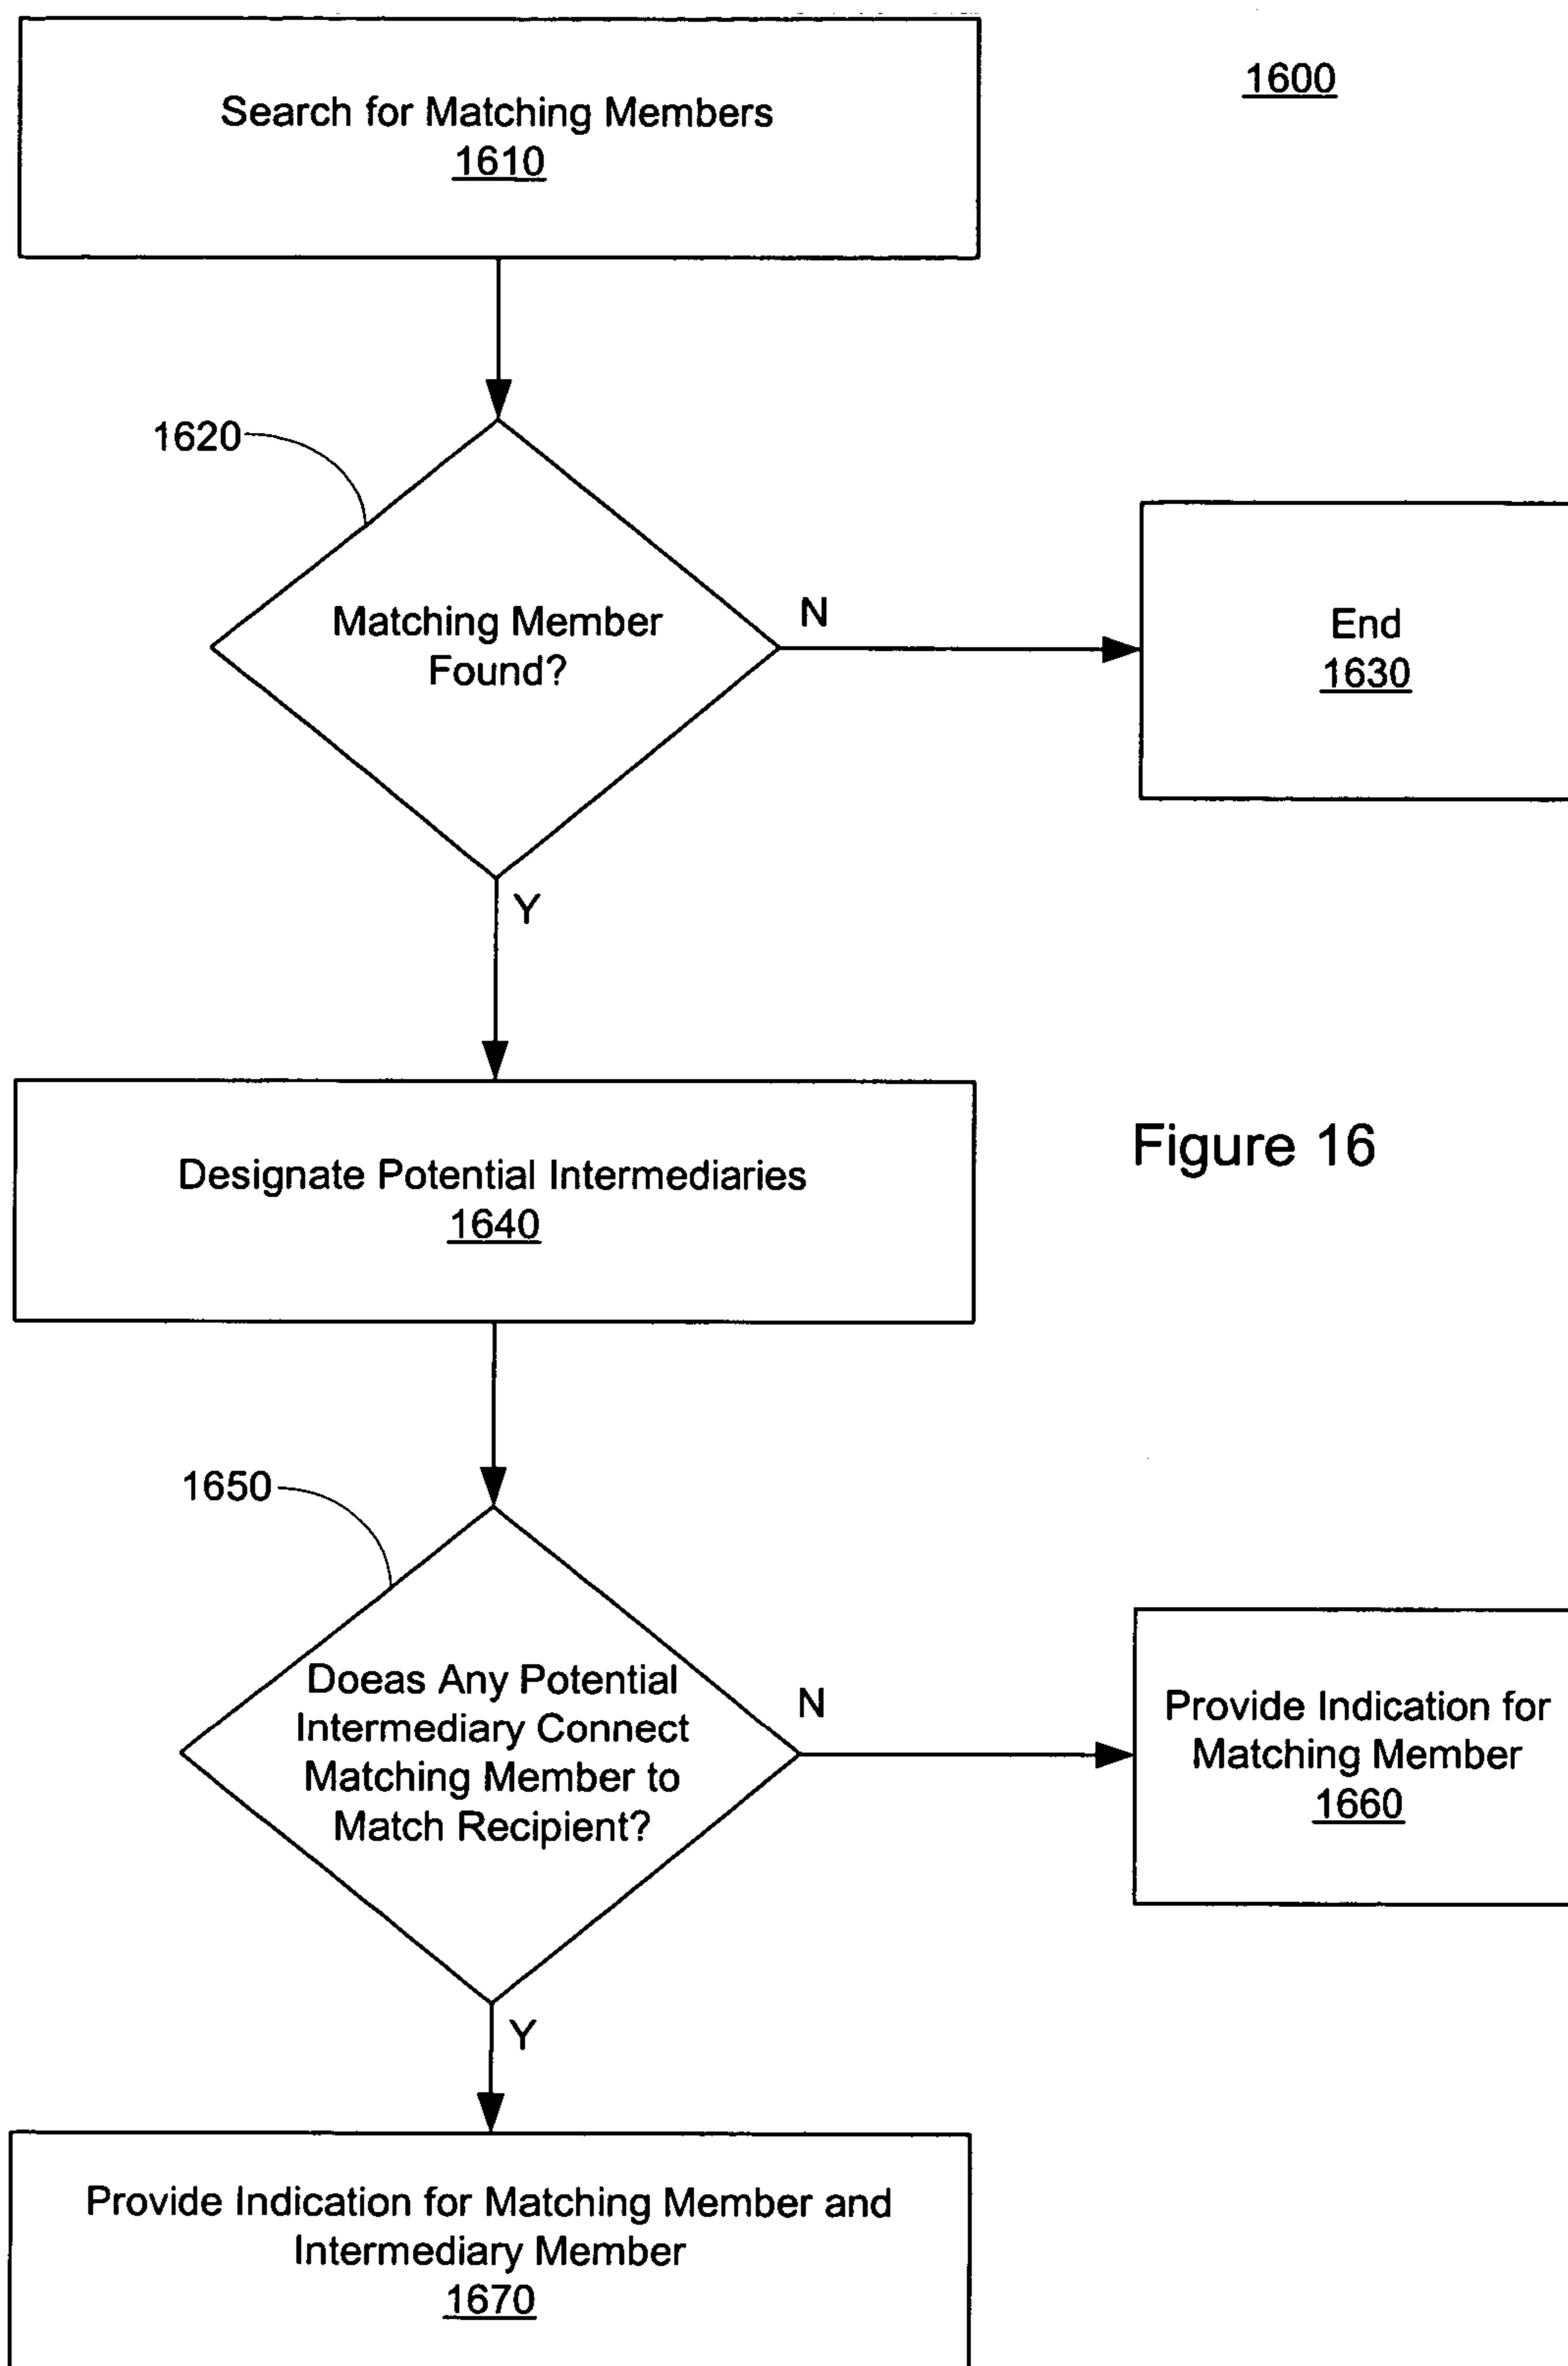 1600
Search for Matching Members
1610
1620
Matching Member
Found?
N
End
1630
Y
Designate Potential Intermediaries
1640
Figure 16
1650
Doeas Any Potential
Intermediary Connect
Matching Member to
Match Recipient?
N
Provide Indication for
Matching Member
1660
Y
Provide Indication for Matching Member and
Intermediary Member
1670